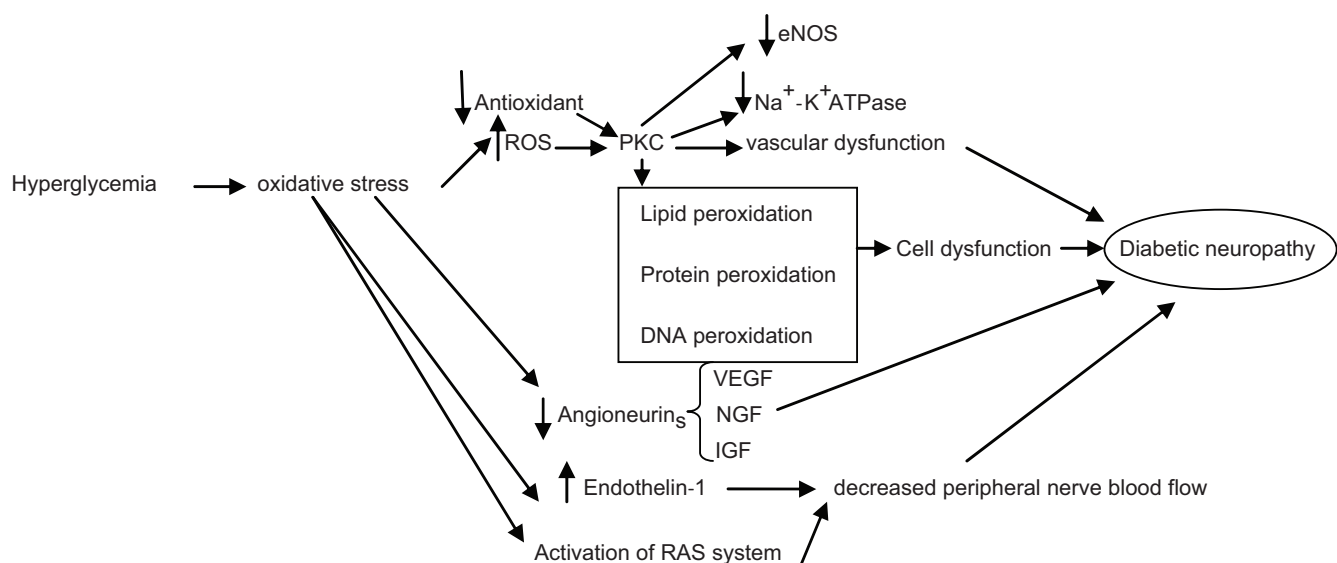 eNOS
Antioxidant
Na+-K+ATPase
ROS
PKC
vascular dysfunction
Hyperglycemia
oxidative stress
Lipid peroxidation
Protein peroxidation
DNA peroxidation
Cell dysfunction
Diabetic neuropathy
Angioneurins
VEGF
NGF
IGF
Endothelin-1
decreased peripheral nerve blood flow
Activation of RAS system